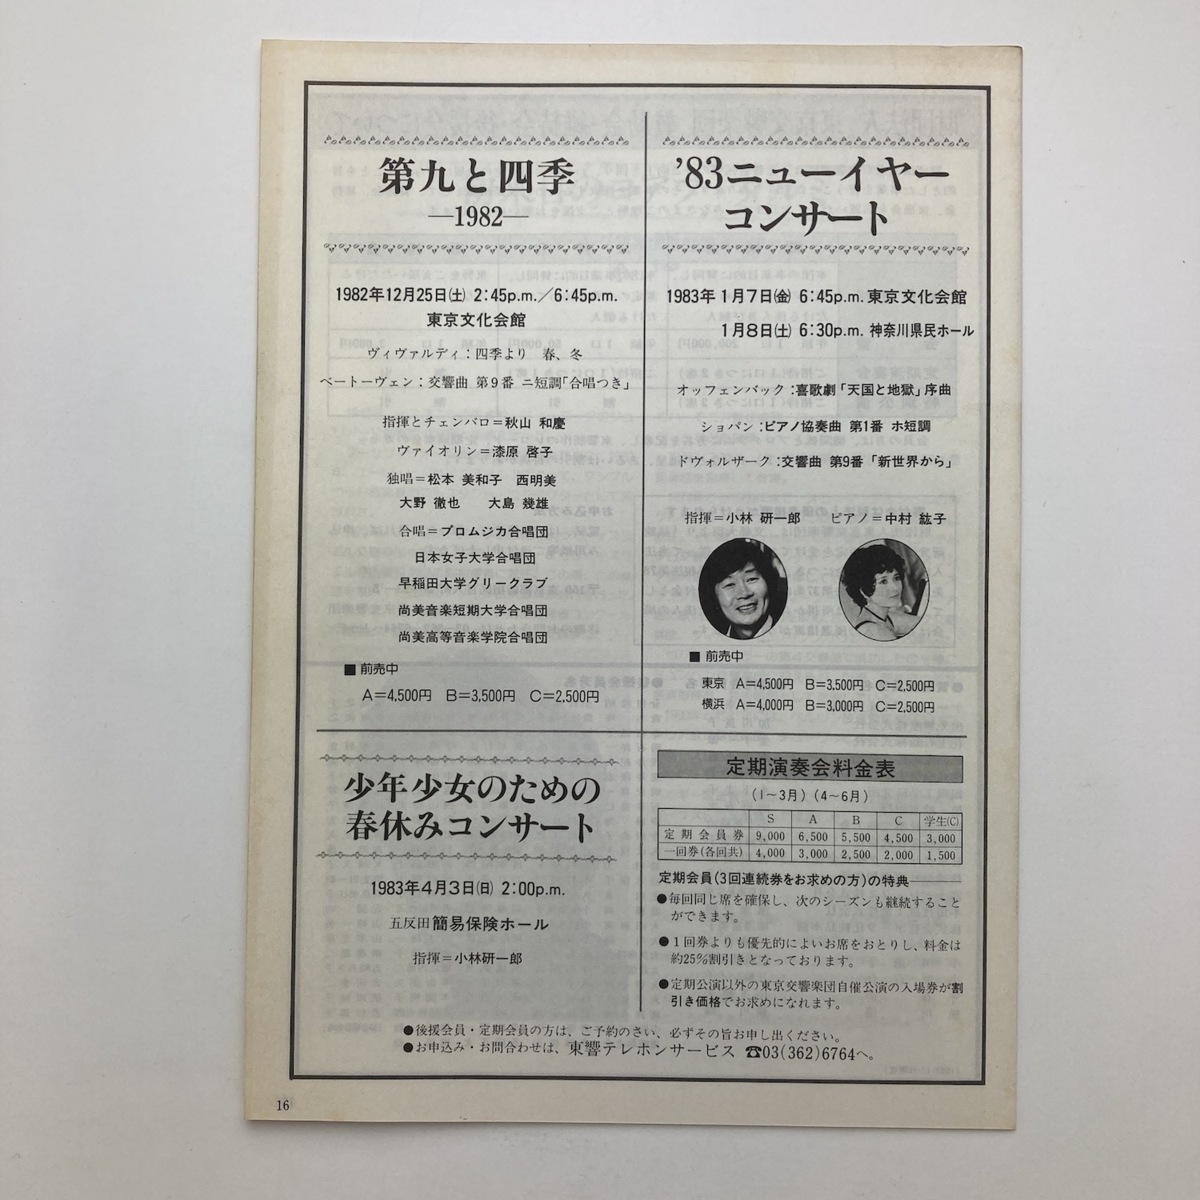 第九と四季
―1982―
1982年12月25日(土) 2:45p.m./6:45p.m.
東京文化会館
ヴィヴァルディ:四季より 春、冬
ベートーヴェン:交響曲 第9番 ニ短調「合唱つき」
指揮とチェンバロ=秋山 和慶
ヴァイオリン=漆原 啓子
独唱=松本 美和子 西明美
大野 徹也 大島 幾雄
合唱=プロムジカ合唱団
日本女子大学合唱団
早稲田大学グリークラブ
尚美音楽短期大学合唱団
尚美高等音楽学院合唱団
■ 前売中
A=4,500円 B=3,500円 C=2,500円
'83ニューイヤー
コンサート
1983年 1月7日(金) 6:45p.m. 東京文化会館
1月8日(土) 6:30p.m. 神奈川県民ホール
オッフェンバック:喜歌劇「天国と地獄」序曲
ショパン:ピアノ協奏曲 第1番 ホ短調
ドヴォルザーク:交響曲 第9番「新世界から」
指揮=小林 研一郎 ピアノ=中村 紘子
■ 前売中
東京 A=4,500円 B=3,500円 C=2,500円
横浜 A=4,000円 B=3,000円 C=2,500円
少年少女のための
春休みコンサート
1983年4月3日(日) 2:00p.m.
五反田 簡易保険ホール
指揮=小林研一郎
定期演奏会料金表
(1~3月) (4~6月)
S A B C 学生(C)
定期会員券 9,000 6,500 5,500 4,500 3,000
一回券(各回共) 4,000 3,000 2,500 2,000 1,500
定期会員(3回連続券をお求めの方)の特典
●毎回同じ席を確保し、次のシーズンも継続すること
ができます。
●1回券よりも優先的によいお席をおとりし、料金は
約25%割引きとなっております。
●定期公演以外の東京交響楽団自催公演の入場券が割
引き価格でお求めになれます。
●後援会員・定期会員の方は、ご予約のさい、必ずその旨お申し出ください。
●お申込み・お問合わせは、東響テレホンサービス ☎03(362)6764へ。
16